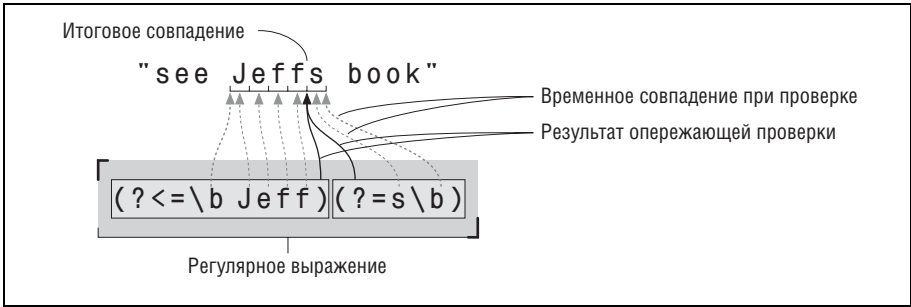 Итоговое совпадение
"see Jeffs book"
Временное совпадение при проверке
Результат опережающей проверки
(?<=\b Jeff)(?=s\b)
Регулярное выражение